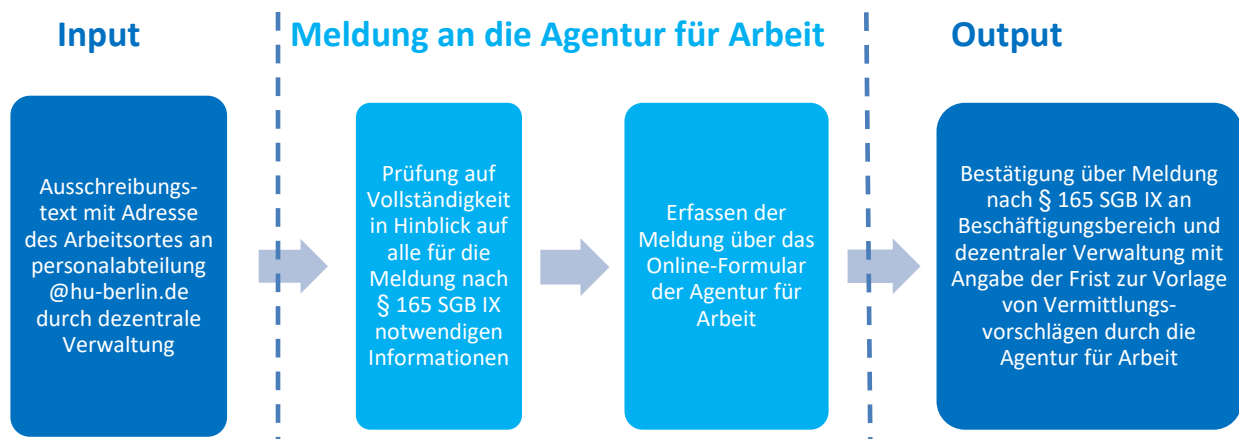 Input
Meldung an die Agentur für Arbeit
Output
Ausschreibungs-
text mit Adresse
des Arbeitsortes an
personalabteilung
@hu-berlin.de
durch dezentrale
Verwaltung
Prüfung auf
Vollständigkeit
in Hinblick auf
alle für die
Meldung nach
§ 165 SGB IX
notwendigen
Informationen
Erfassen der
Meldung über das
Online-Formular
der Agentur für
Arbeit
Bestätigung über Meldung
nach § 165 SGB IX an
Beschäftigungsbereich und
dezentraler Verwaltung mit
Angabe der Frist zur Vorlage
von Vermittlungs-
vorschlägen durch die
Agentur für Arbeit